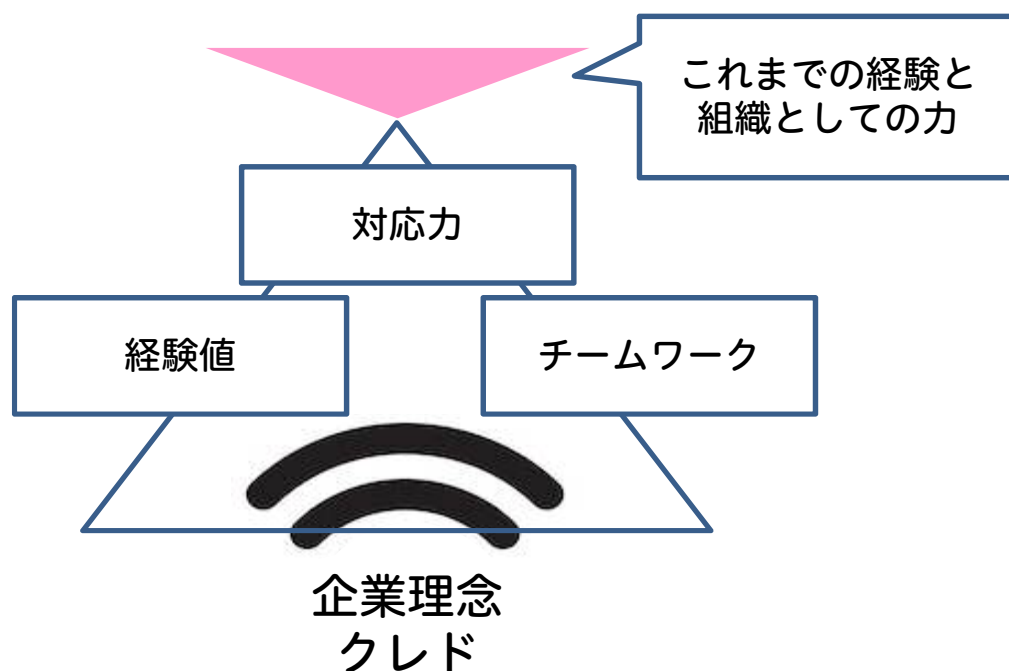 これまでの経験と
組織としての力
対応力
経験値
チームワーク
企業理念
クレド